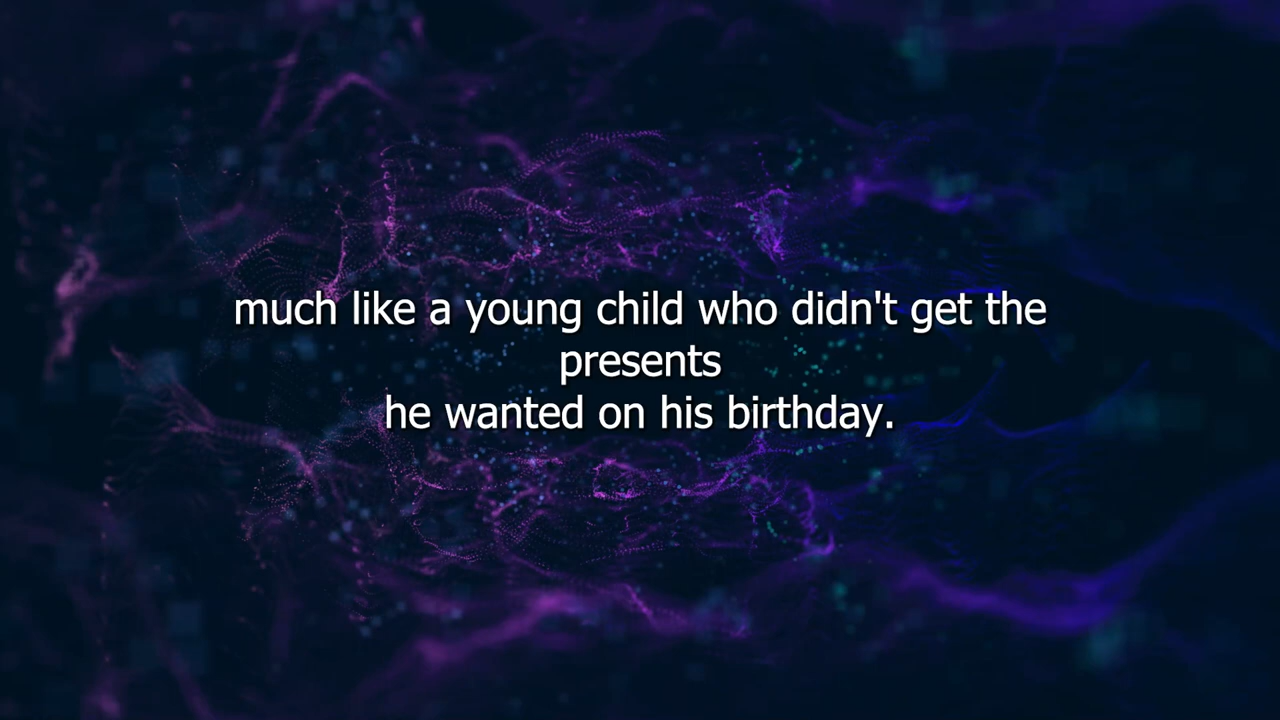 much like a young child who didn't get the
presents
he wanted on his birthday.